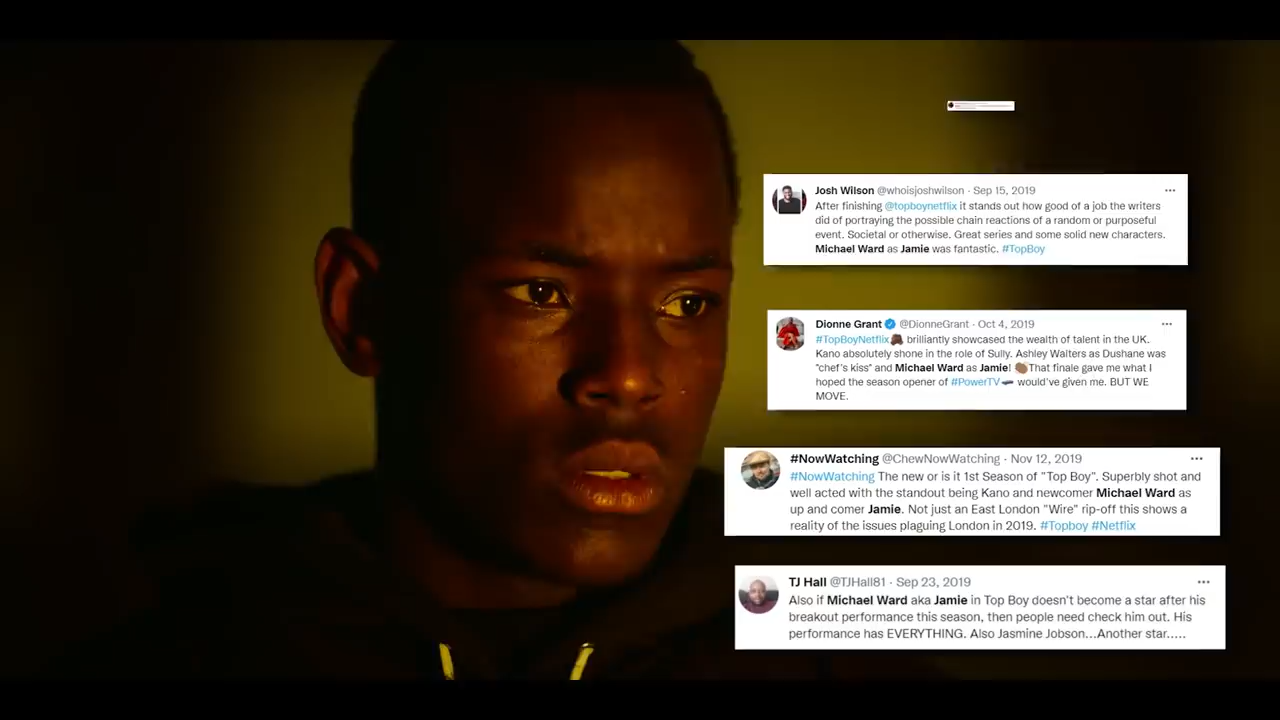 Josh Wilson @whoisjoshwilson · Sep 15, 2019
After finishing @topboynetflix it stands out how good of a job the writers
did of portraying the possible chain reactions of a random or purposeful
event. Societal or otherwise. Great series and some solid new characters.
Michael Ward as Jamie was fantastic. #TopBoy
Dionne Grant @DionneGrant · Oct 4, 2019
#TopBoyNetflix brilliantly showcased the wealth of talent in the UK.
Kano absolutely shone in the role of Sully. Ashley Walters as Dushane was
"chef's kiss" and Michael Ward as Jamie! That finale gave me what I
hoped the season opener of #PowerTV would've given me. BUT WE
MOVE.
#NowWatching @ChewNowWatching · Nov 12, 2019
#NowWatching The new or is it 1st Season of "Top Boy". Superbly shot and
well acted with the standout being Kano and newcomer Michael Ward as
up and comer Jamie. Not just an East London "Wire" rip-off this shows a
reality of the issues plaguing London in 2019. #Topboy #Netflix
TJ Hall @TJHall81 · Sep 23, 2019
Also if Michael Ward aka Jamie in Top Boy doesn't become a star after his
breakout performance this season, then people need check him out. His
performance has EVERYTHING. Also Jasmine Jobson...Another star.....